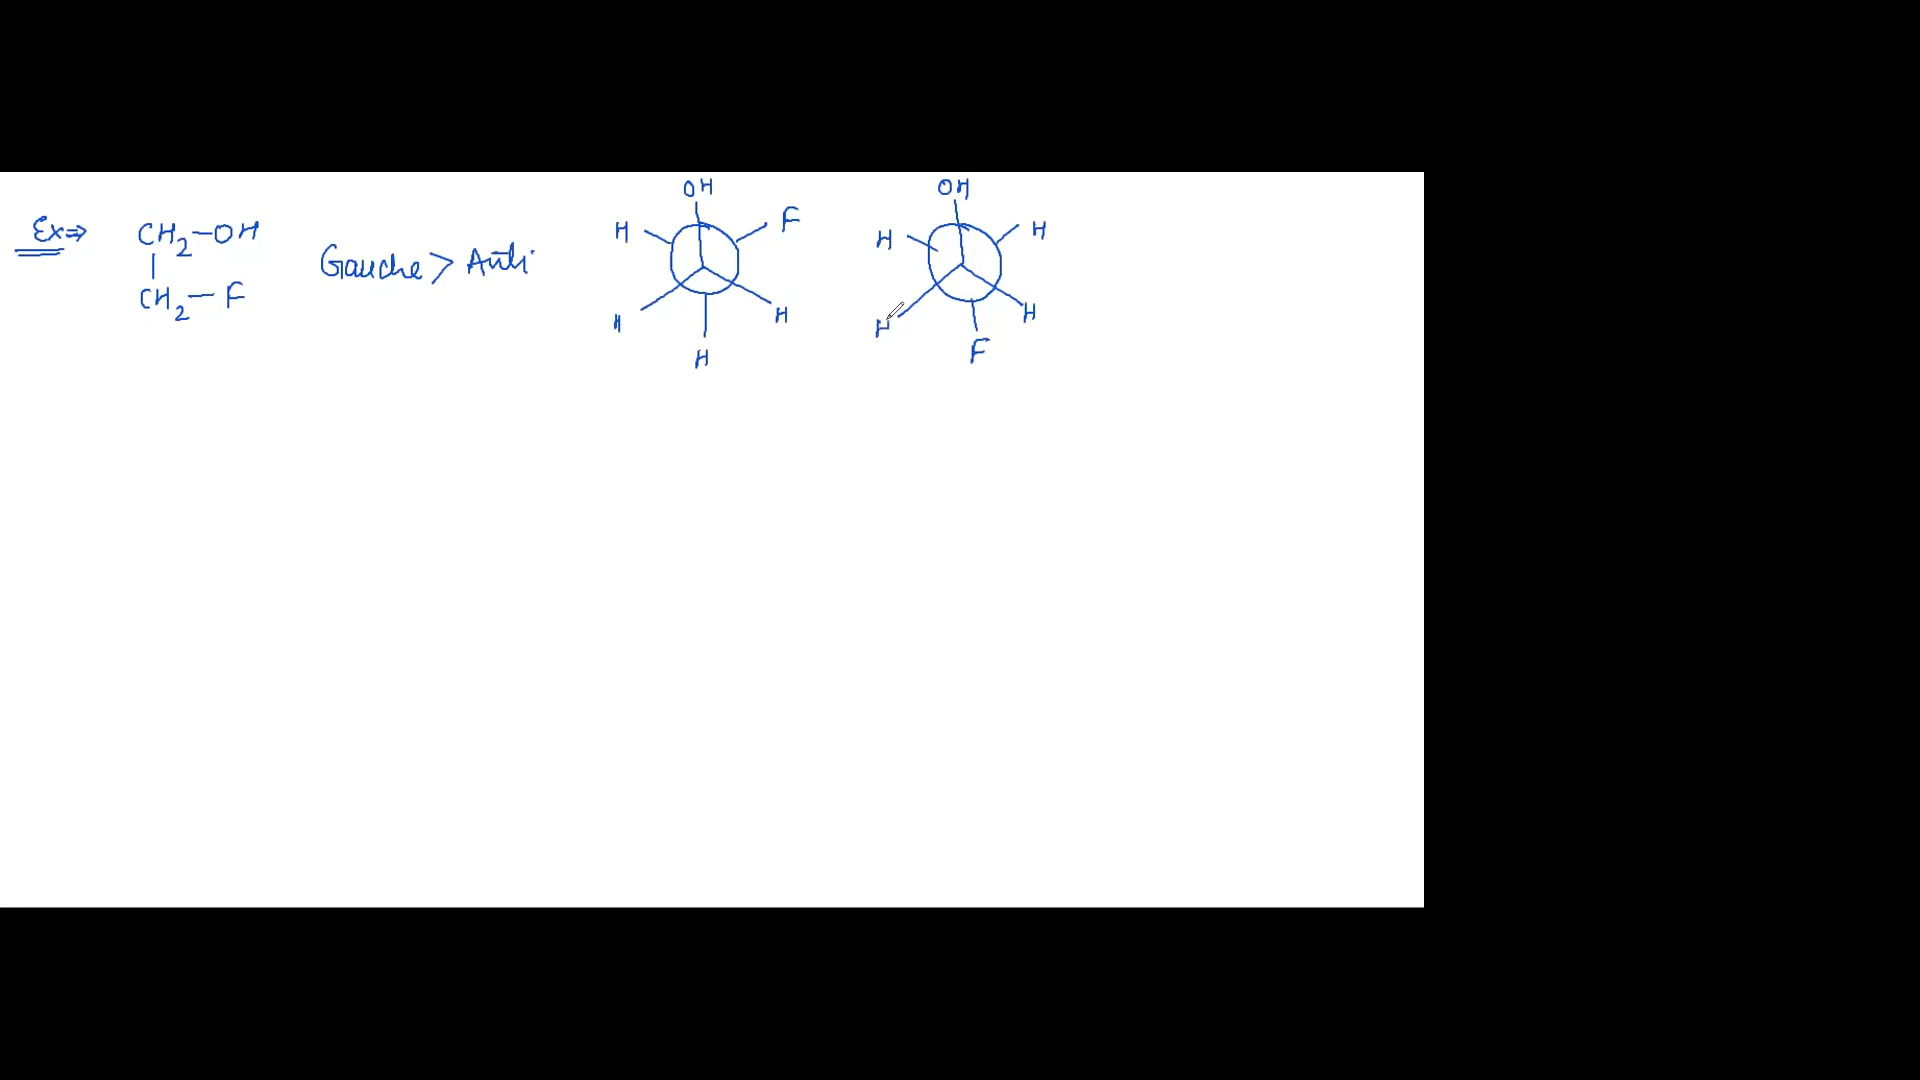 Ex⇒ CH2-OH
CH2-F
Gauche > Anti
OH
H F
H H
H
OH
H H
H H
F